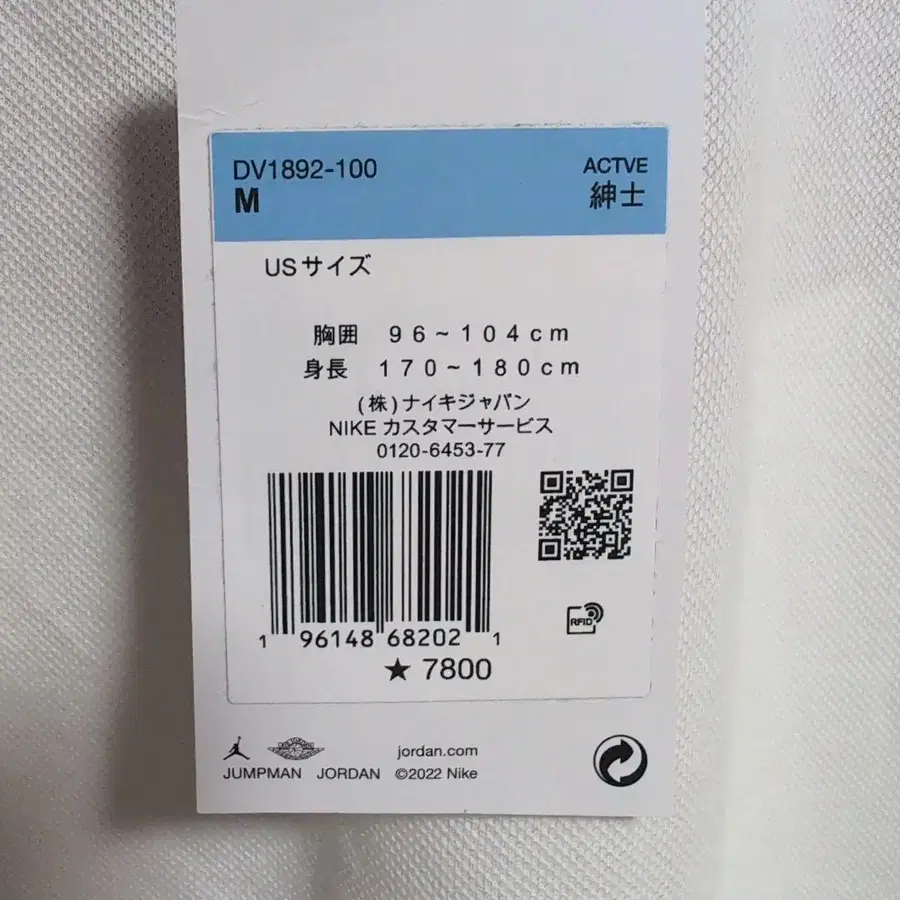 DV1892-100
ACTVE
M
紳士
USサイズ
胸囲 96~104cm
身長 170~180cm
(株)ナイキジャパン
NIKE カスタマーサービス
0120-6453-77
1 96148 68202 1
RFID
★ 7800
jordan.com
JUMPMAN JORDAN ©2022 Nike